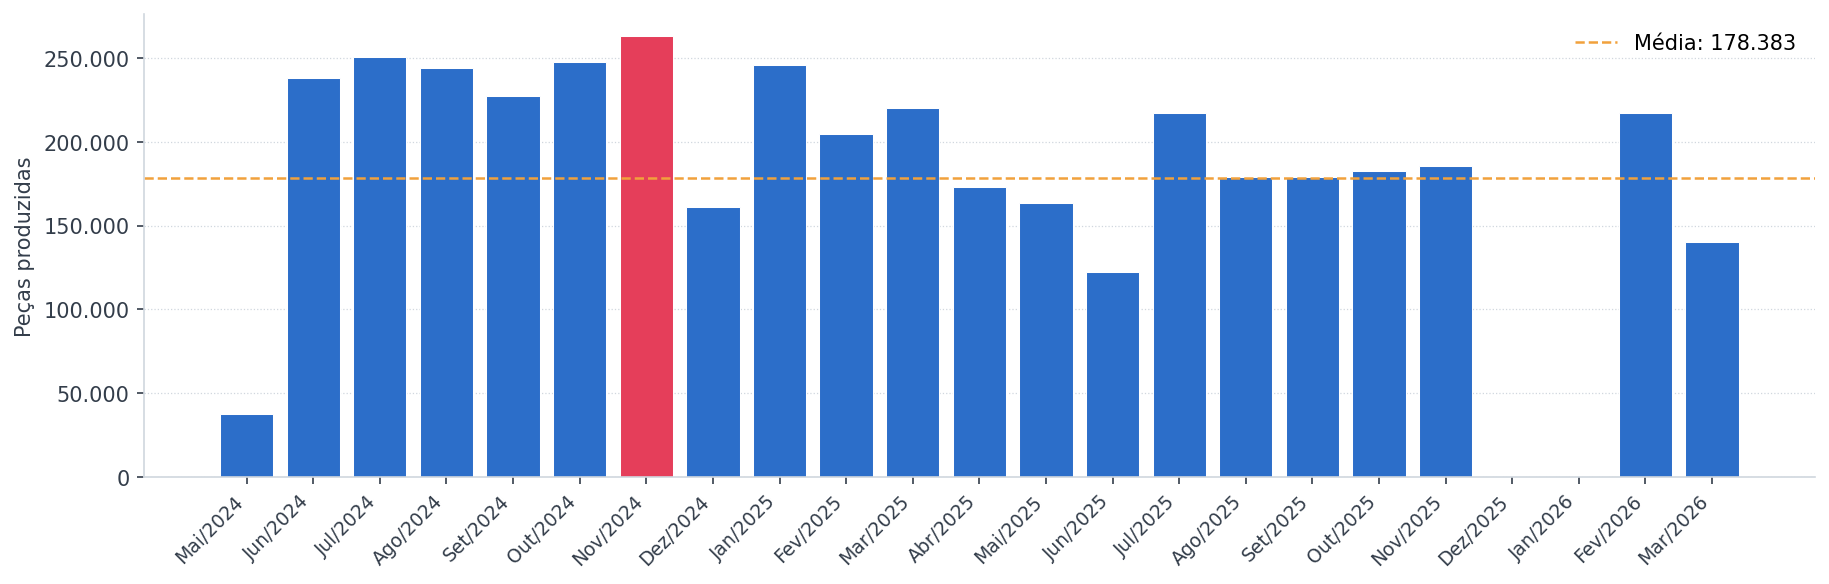 Média: 178.383
Peças produzidas
250.000
200.000
150.000
100.000
50.000
0
Mai/2024
Jun/2024
Jul/2024
Ago/2024
Set/2024
Out/2024
Nov/2024
Dez/2024
Jan/2025
Fev/2025
Mar/2025
Abr/2025
Mai/2025
Jun/2025
Jul/2025
Ago/2025
Set/2025
Out/2025
Nov/2025
Dez/2025
Jan/2026
Fev/2026
Mar/2026